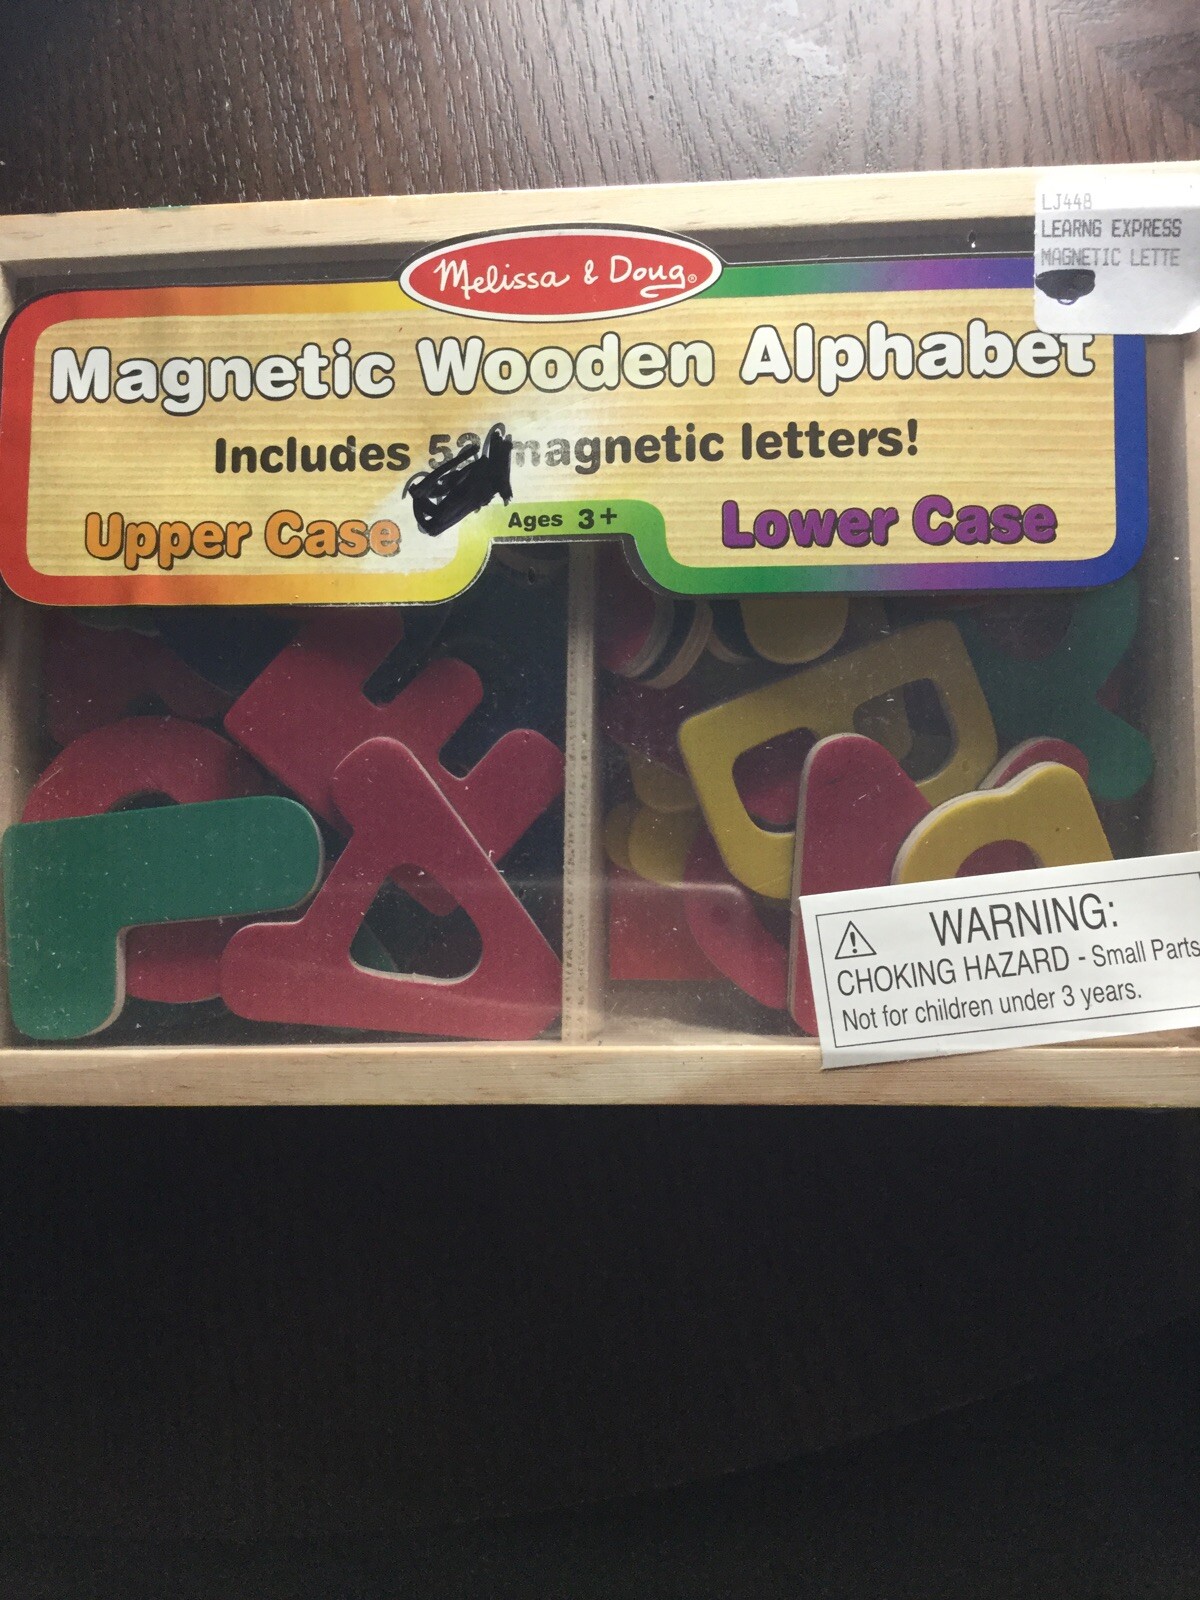 LJ448
LEARNG EXPRESS
MAGNETIC LETTE
Melissa & Doug®
Magnetic Wooden Alphabet
Includes 52 magnetic letters!
Upper Case
Ages 3+
Lower Case
WARNING:
CHOKING HAZARD - Small Parts
Not for children under 3 years.